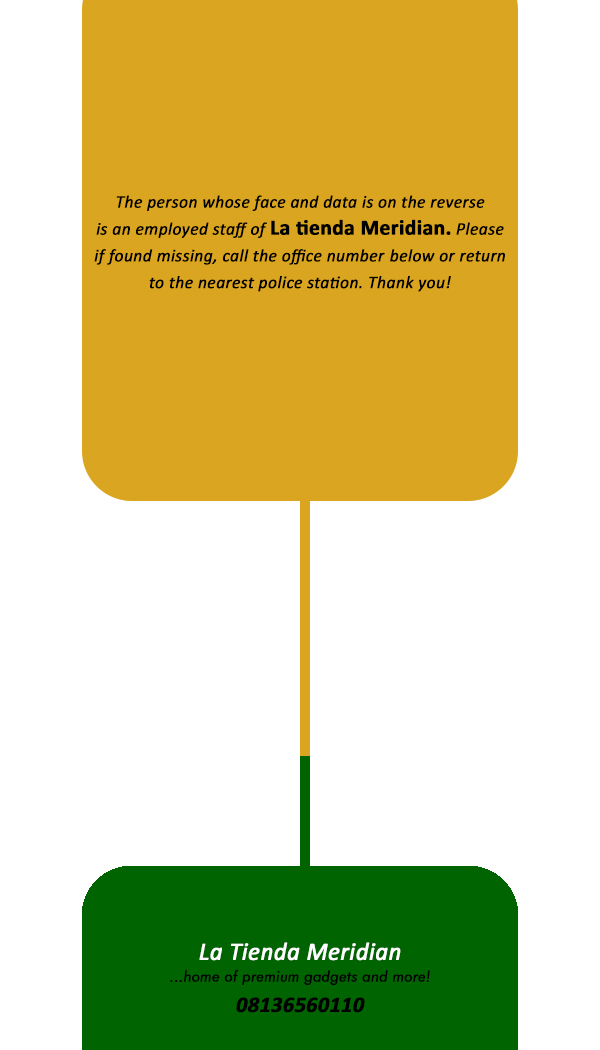 The person whose face and data is on the reverse
is an employed staff of La tienda Meridian. Please
if found missing, call the office number below or return
to the nearest police station. Thank you!
La Tienda Meridian
...home of premium gadgets and more!
08136560110